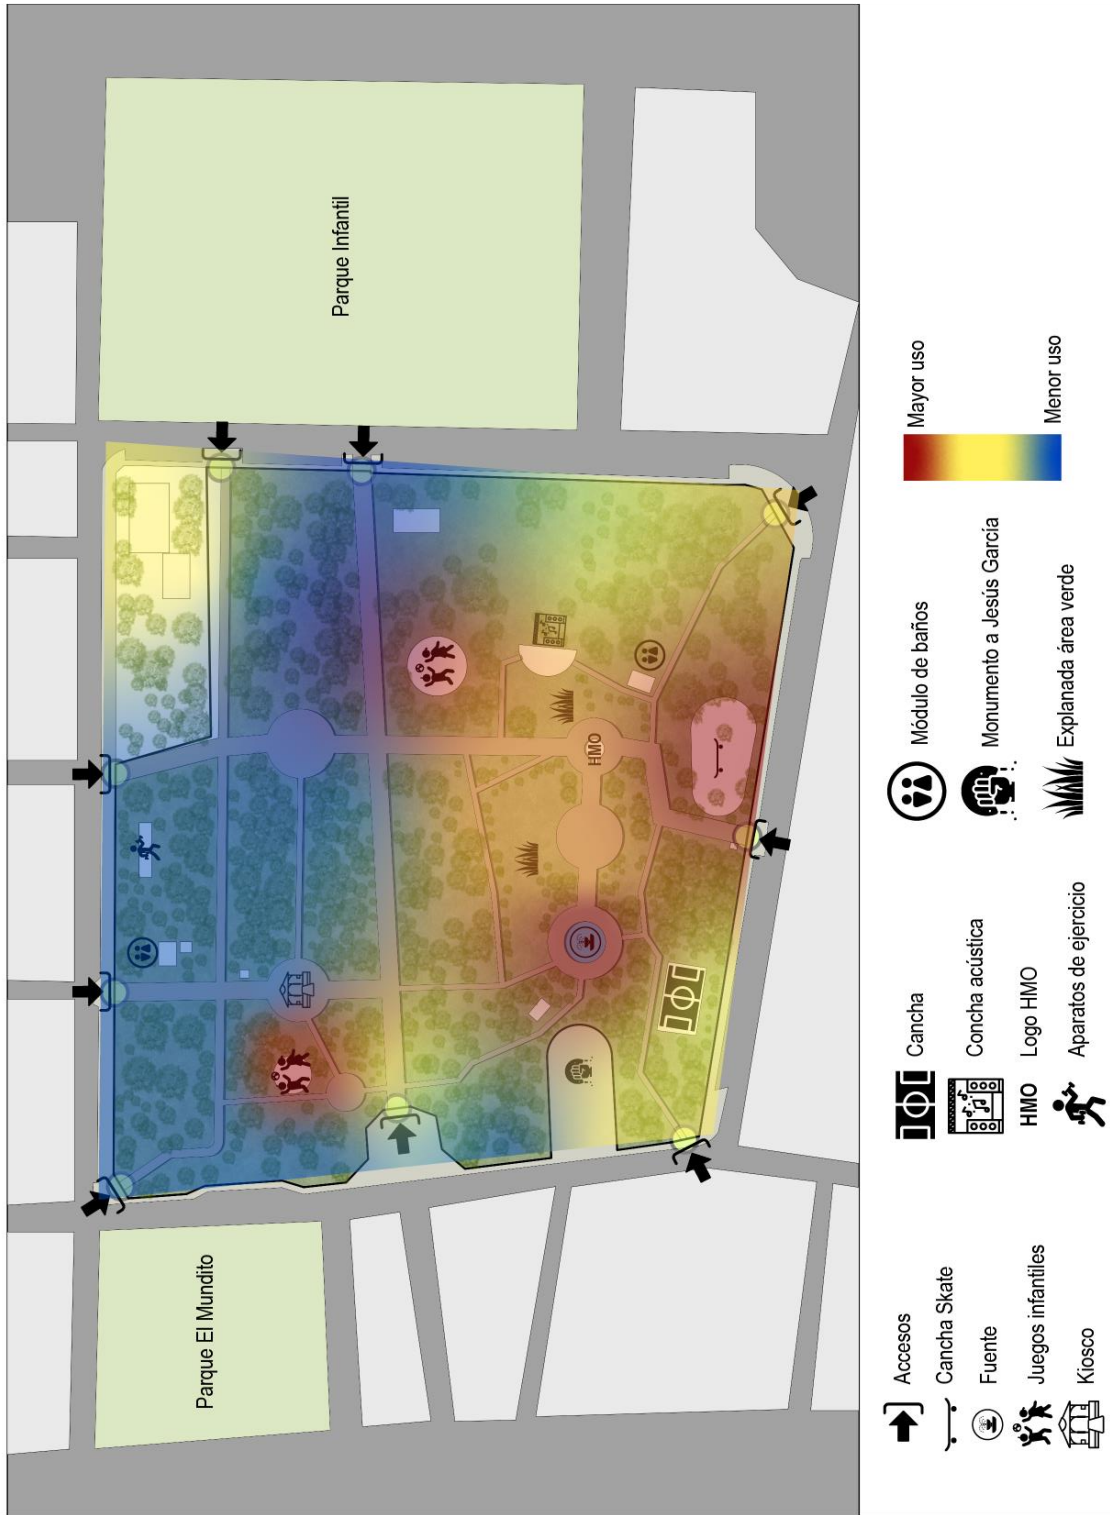 Parque El Mundito
Parque Infantil
HMO
Accesos
Cancha Skate
Fuente
Juegos infantiles
Kiosco
Cancha
Concha acústica
HMO Logo HMO
Aparatos de ejercicio
Módulo de baños
Monumento a Jesús García
Explanada área verde
Mayor uso
Menor uso